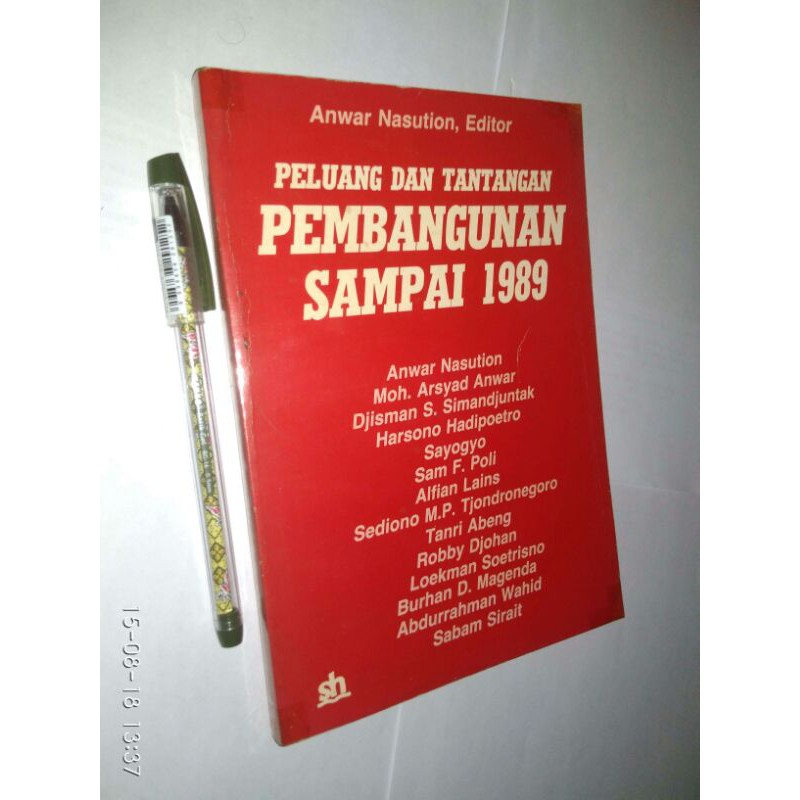 Anwar Nasution, Editor
PELUANG DAN TANTANGAN
PEMBANGUNAN
SAMPAI 1989
Anwar Nasution
Moh. Arsyad Anwar
Djisman S. Simandjuntak
Harsono Hadipoetro
Sayogyo
Sam F. Poli
Alfian Lains
Sediono M.P. Tjondronegoro
Tanri Abeng
Robby Djohan
Loekman Soetrisno
Burhan D. Magenda
Abdurrahman Wahid
Sabam Sirait
sh
15-08-18 13:37